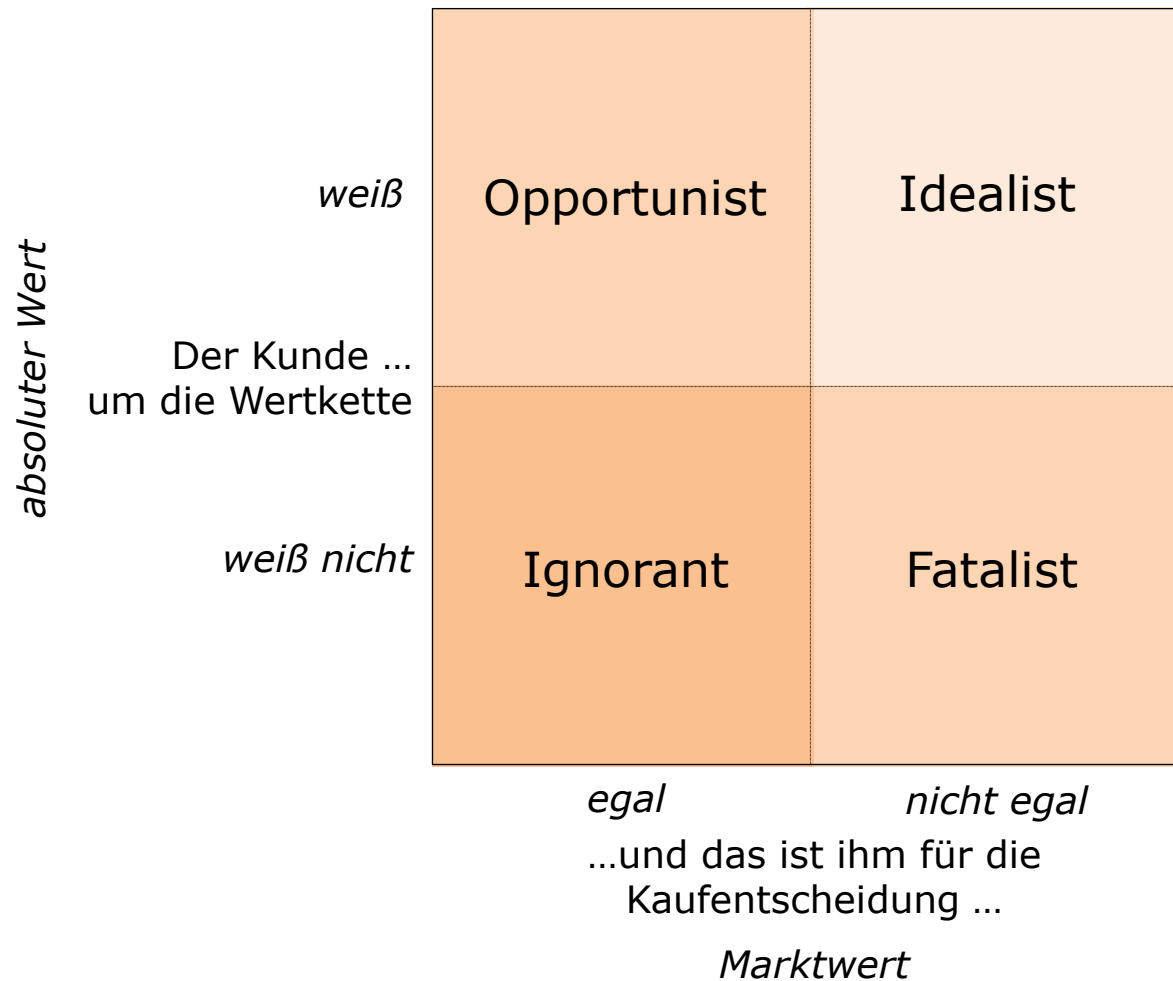 weiß
Opportunist
Idealist
absoluter Wert
Der Kunde ...
um die Wertkette
weiß nicht
Ignorant
Fatalist
egal
nicht egal
...und das ist ihm für die
Kaufentscheidung ...
Marktwert